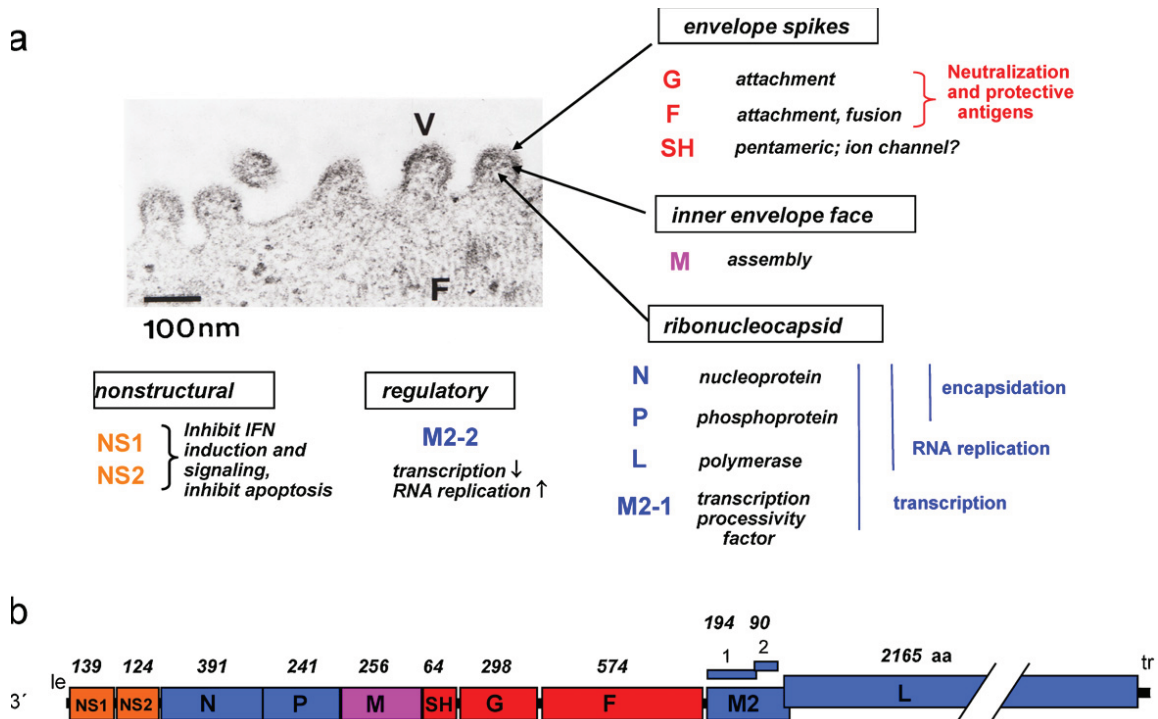 a
envelope spikes
G attachment
F attachment, fusion
Neutralization
and protective
antigens
SH pentameric; ion channel?
V
F
100nm
inner envelope face
M assembly
ribonucleocapsid
N nucleoprotein
P phosphoprotein
L polymerase
M2-1 transcription
processivity
factor
encapsidation
RNA replication
transcription
nonstructural
NS1
NS2
Inhibit IFN
induction and
signaling,
inhibit apoptosis
regulatory
M2-2
transcription ↓
RNA replication ↑
b
139 124 391 241 256 64 298 574 194 90 2165 aa
1 2
le tr
3´ NS1 NS2 N P M SH G F M2 L